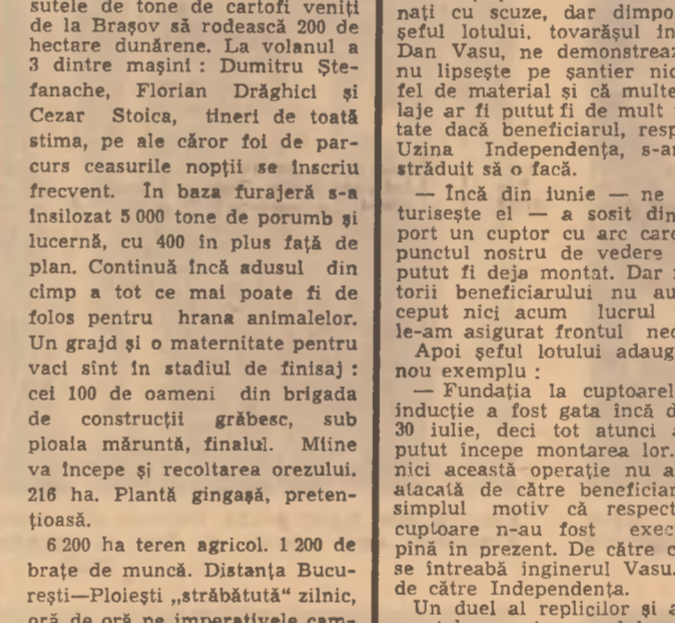 sutele de tone de cartofi veniți
de la Brașov să rodească 200 de
hectare dunărene. La volanul a
3 dintre mașini : Dumitru Ște-
fanache, Florian Drăghici și
Cezar Stoica, tineri de toată
stima, pe ale căror foi de par-
curs ceasurile nopții se înscriu
frecvent. În baza furajeră s-a
însilozat 5 000 tone de porumb și
lucernă, cu 400 în plus față de
plan. Continuă încă adusul din
cîmp a tot ce mai poate fi de
folos pentru hrana animalelor.
Un grajd și o maternitate pentru
vaci sînt în stadiul de finisaj :
cei 100 de oameni din brigada
de construcții grăbesc, sub
ploaia măruntă, finalul. Mîine
va începe și recoltarea orezului.
216 ha. Plantă gingașă, preten-
țioasă.
6 200 ha teren agricol. 1 200 de
brațe de muncă. Distanța Bucu-
rești—Ploiești „străbătută“ zilnic,
oră de oră pe imperativele cam-
nați cu scuze, dar dimpo
șeful lotului, tovarășul in
Dan Vasu, ne demonstreaz
nu lipsește pe șantier nic
fel de material și că multe
laje ar fi putut fi de mult
tate dacă beneficiarul, resp
Uzina Independența, s-ar
străduit să o facă.
— Încă din iunie — ne
turisește el — a sosit din
port un cuptor cu arc care
punctul nostru de vedere
putut fi deja montat. Dar
torii beneficiarului nu au
ceput nici acum lucrul
le-am asigurat frontul nec
Apoi șeful lotului adaug
nou exemplu :
— Fundația la cuptoarel
inducție a fost gata încă d
30 iulie, deci tot atunci
putut începe montarea lor.
nici această operație nu a
atacată de către beneficiar
simplul motiv că respect
cuptoare n-au fost exec
pînă în prezent. De către c
se întreabă inginerul Vasu.
de către Independența.
Un duel al replicilor și a